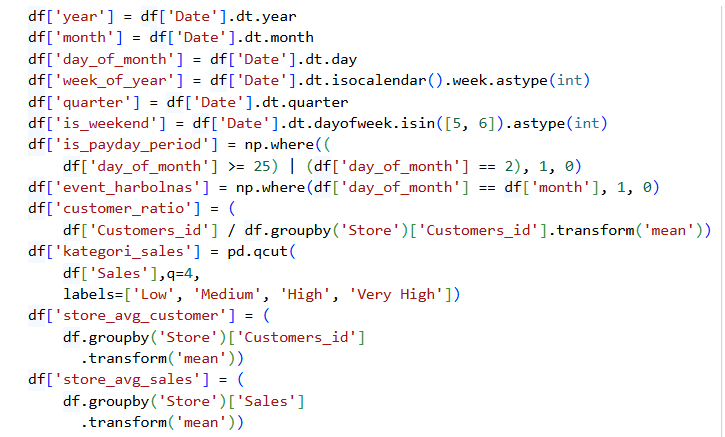 df['year'] = df['Date'].dt.year
df['month'] = df['Date'].dt.month
df['day_of_month'] = df['Date'].dt.day
df['week_of_year'] = df['Date'].dt.isocalendar().week.astype(int)
df['quarter'] = df['Date'].dt.quarter
df['is_weekend'] = df['Date'].dt.dayofweek.isin([5, 6]).astype(int)
df['is_payday_period'] = np.where((
    df['day_of_month'] >= 25) | (df['day_of_month'] == 2), 1, 0)
df['event_harbolnas'] = np.where(df['day_of_month'] == df['month'], 1, 0)
df['customer_ratio'] = (
    df['Customers_id'] / df.groupby('Store')['Customers_id'].transform('mean'))
df['kategori_sales'] = pd.qcut(
    df['Sales'],q=4,
    labels=['Low', 'Medium', 'High', 'Very High'])
df['store_avg_customer'] = (
    df.groupby('Store')['Customers_id']
      .transform('mean'))
df['store_avg_sales'] = (
    df.groupby('Store')['Sales']
      .transform('mean'))